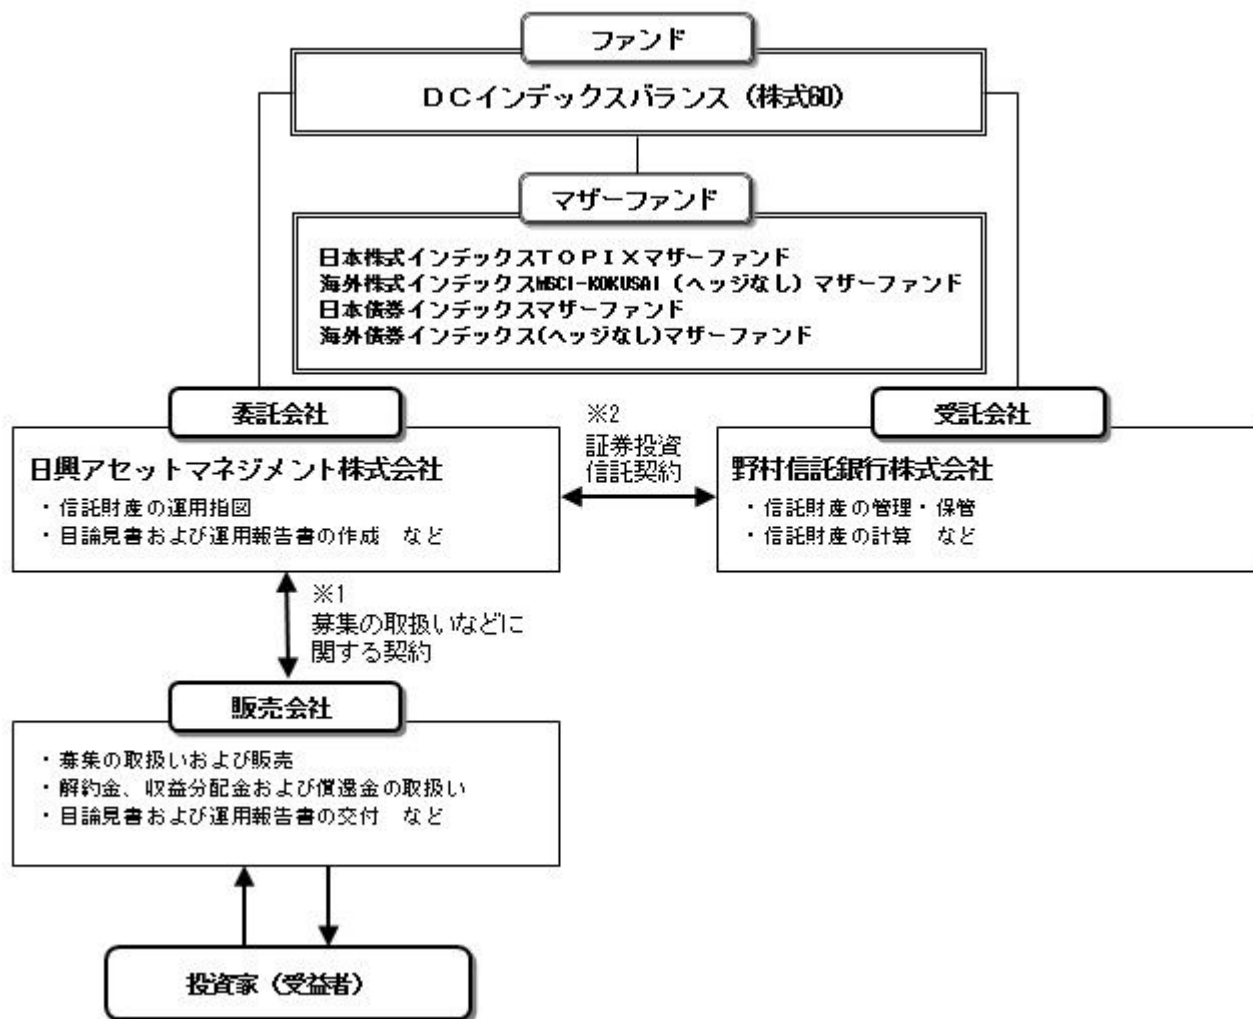 ファンド
DCインデックスバランス（株式60）
マザーファンド
日本株式インデックスTOPIXマザーファンド
海外株式インデックスMSCI-KOKUSAI（ヘッジなし）マザーファンド
日本債券インデックスマザーファンド
海外債券インデックス(ヘッジなし)マザーファンド
委託会社
日興アセットマネジメント株式会社
・信託財産の運用指図
・目論見書および運用報告書の作成　など
※2
証券投資
信託契約
受託会社
野村信託銀行株式会社
・信託財産の管理・保管
・信託財産の計算　など
※1
募集の取扱いなどに
関する契約
販売会社
・募集の取扱いおよび販売
・解約金、収益分配金および償還金の取扱い
・目論見書および運用報告書の交付　など
投資家（受益者）